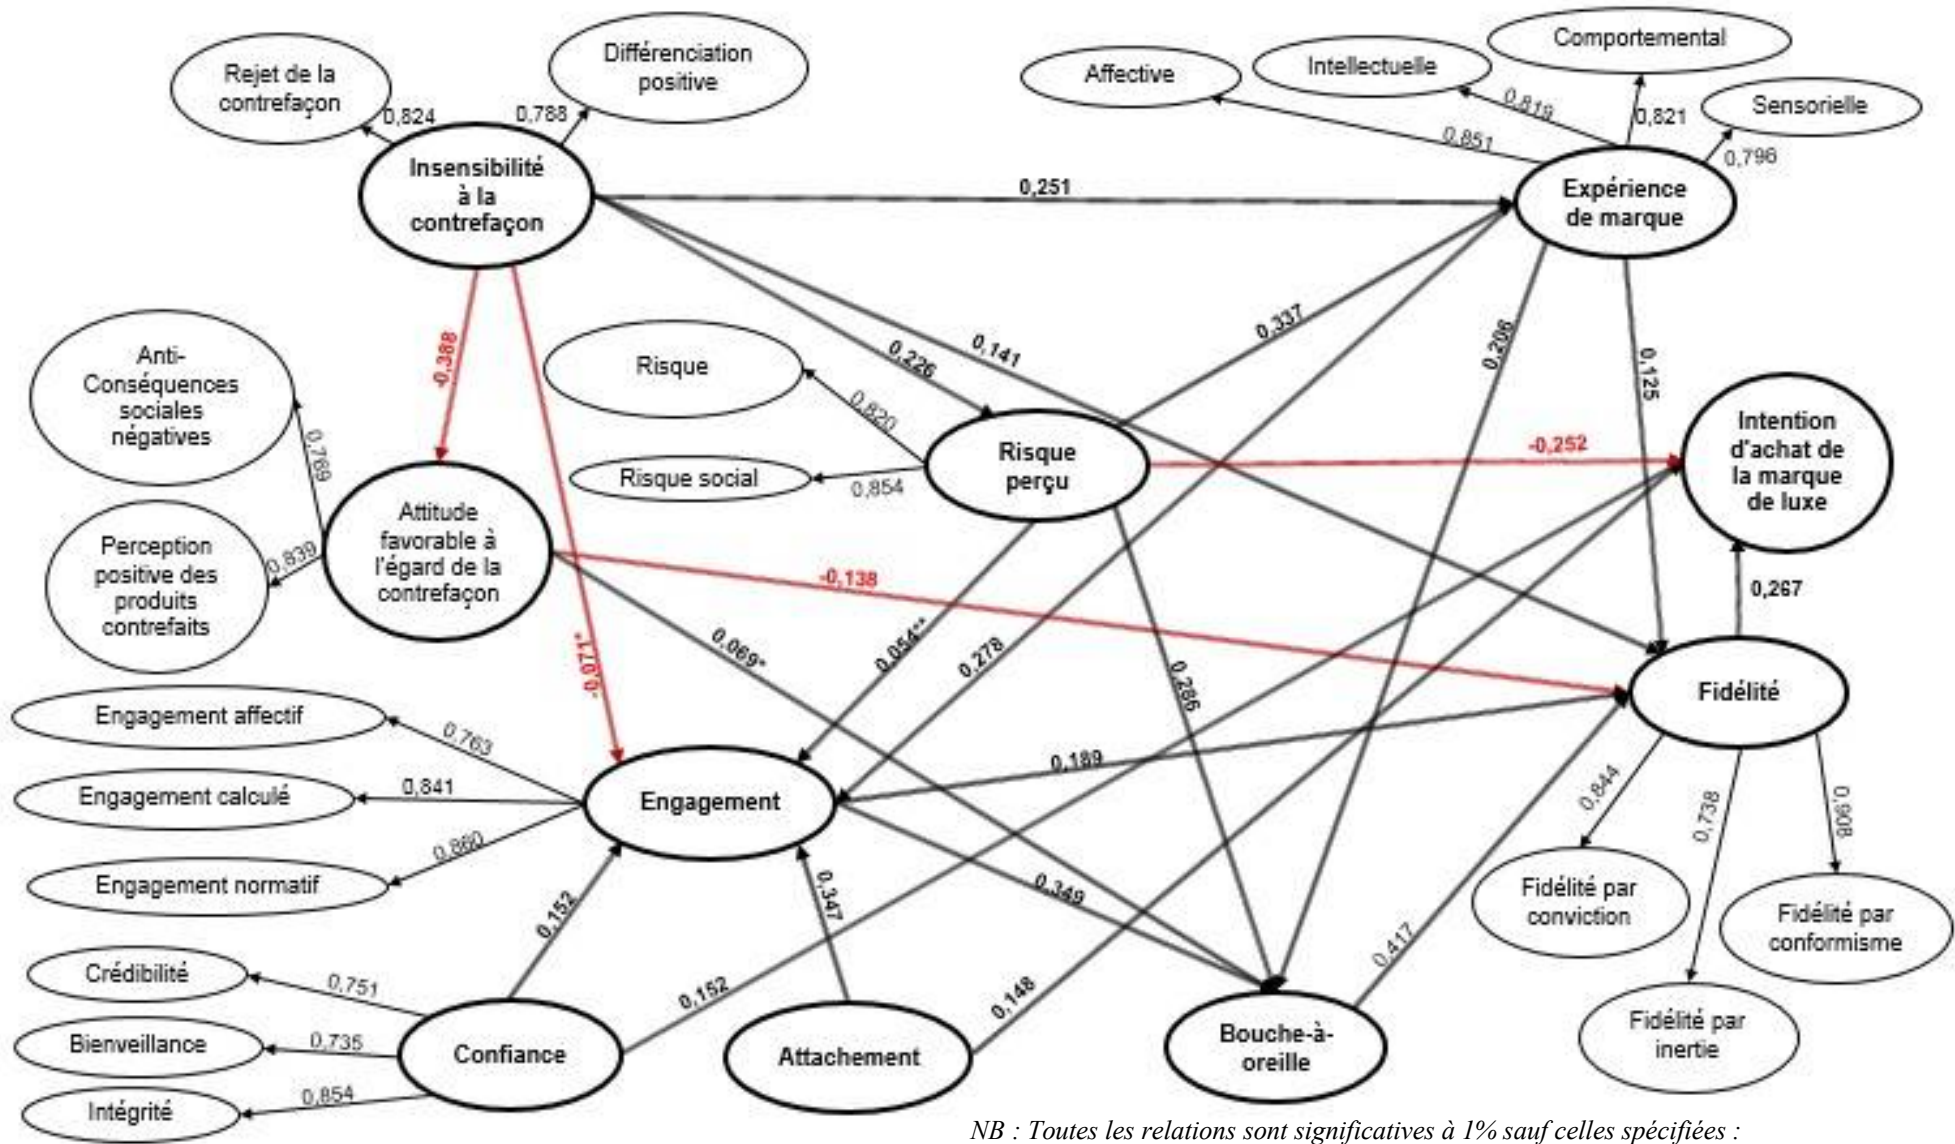 Rejet de la
contrefaçon
Différenciation
positive
0,824
0,788
Insensibilité
à la
contrefaçon
Affective
Intellectuelle
Comportemental
Sensorielle
0,851
0,819
0,821
0,796
Expérience
de marque
0,251
0,226
0,141
0,337
0,206
0,125
-0,388
-0,071*
Anti-
Conséquences
sociales
négatives
0,769
Perception
positive des
produits
contrefaits
0,839
Attitude
favorable à
l'égard de la
contrefaçon
Risque
0,820
Risque social
0,854
Risque
perçu
-0,252
Intention
d'achat de
la marque
de luxe
0,267
-0,138
0,069*
0,054**
0,278
0,286
0,189
Fidélité
0,844
0,738
0,908
Fidélité par
conviction
Fidélité par
conformisme
Fidélité par
inertie
Engagement affectif
0,763
Engagement calculé
0,841
Engagement normatif
0,860
Engagement
0,152
0,347
0,349
0,417
Crédibilité
0,751
Bienveillance
0,735
Intégrité
0,854
Confiance
0,152
Attachement
0,148
Bouche-à-
oreille
NB : Toutes les relations sont significatives à 1% sauf celles spécifiées :